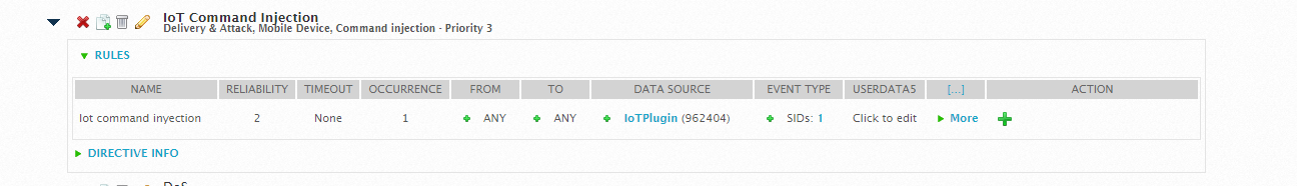 IoT Command Injection
Delivery & Attack, Mobile Device, Command injection - Priority 3
RULES
NAME RELIABILITY TIMEOUT OCCURRENCE FROM TO DATA SOURCE EVENT TYPE USERDATA5 [...] ACTION
Iot command inyection 2 None 1 ANY ANY IoTPlugin (962404) SIDs: 1 Click to edit More
DIRECTIVE INFO
DoS